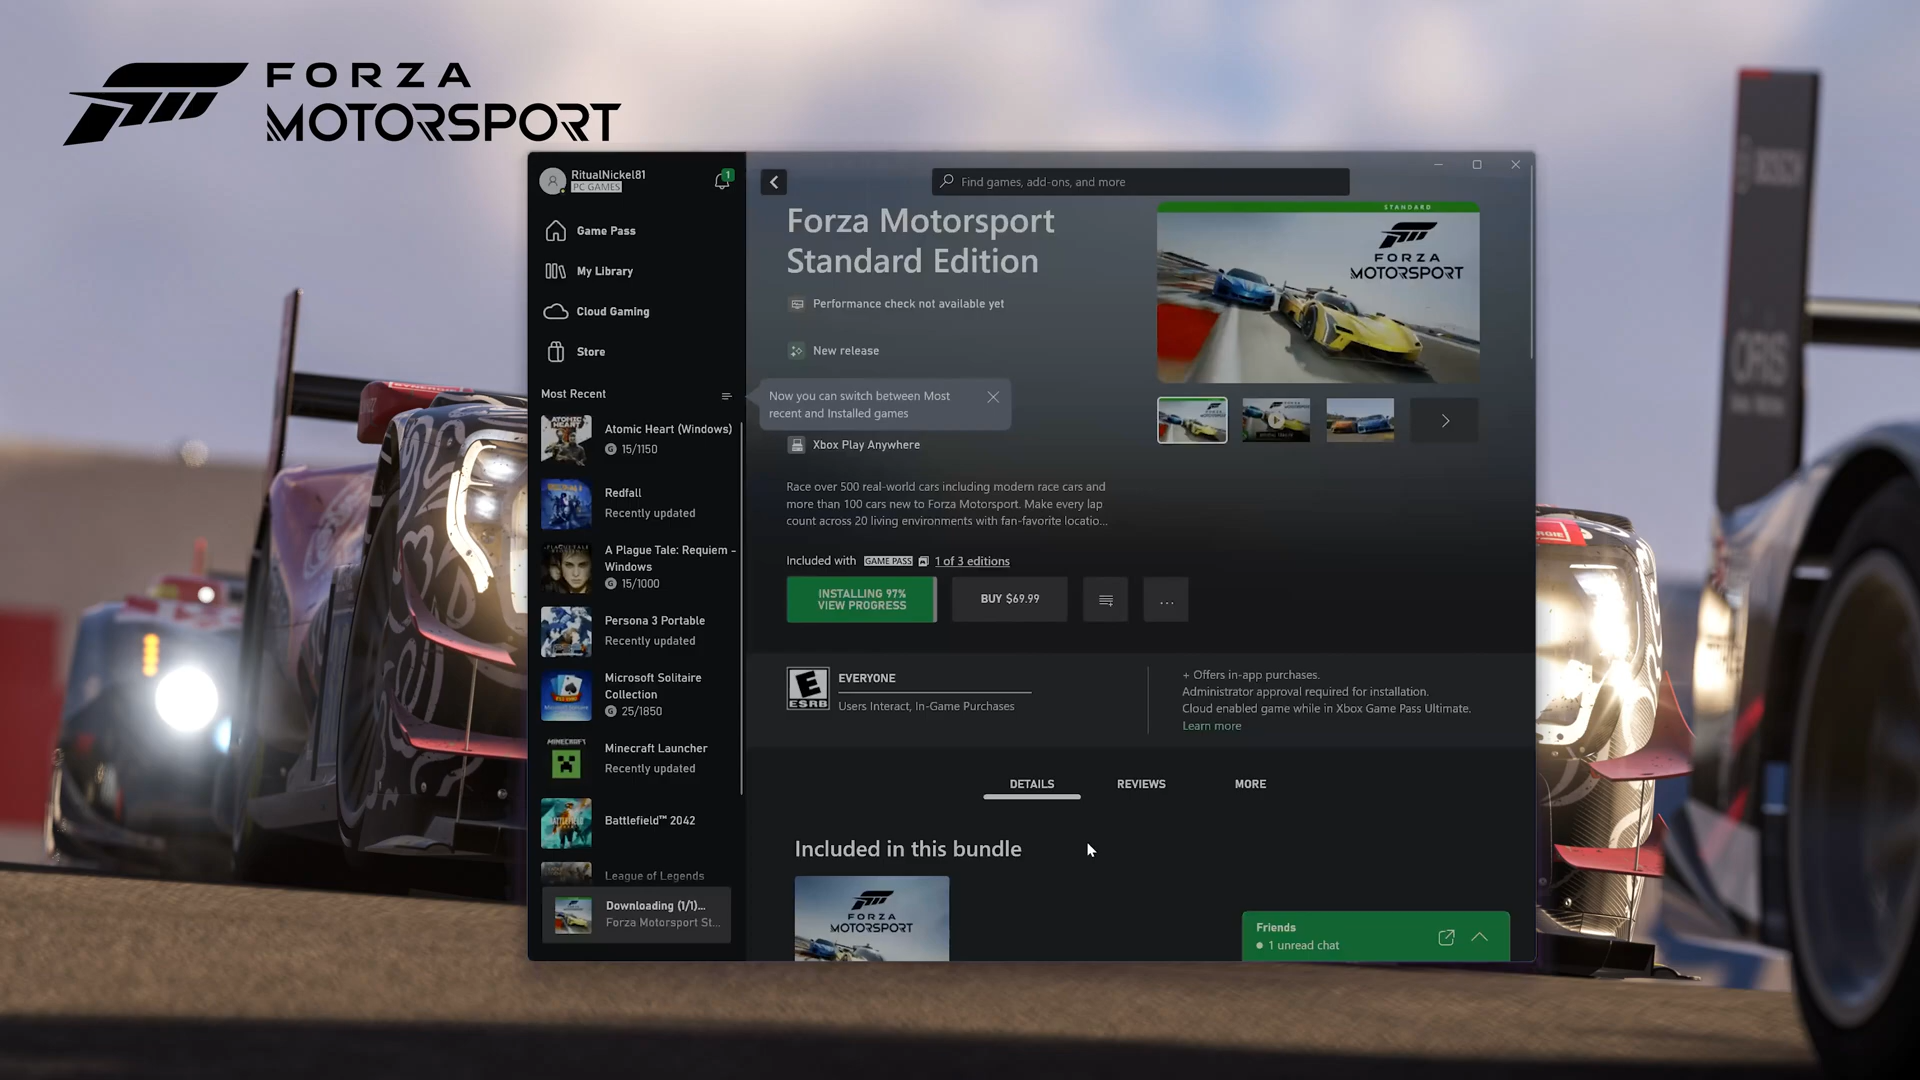 FORZA
MOTORSPORT
RitualNickel81
PC GAMES
1
Find games, add-ons, and more
Game Pass
My Library
Cloud Gaming
Store
Most Recent
Atomic Heart (Windows)
15/1150
Redfall
Recently updated
A Plague Tale: Requiem -
Windows
15/1000
Persona 3 Portable
Recently updated
Microsoft Solitaire
Collection
25/1850
MINECRAFT
Minecraft Launcher
Recently updated
Battlefield™ 2042
League of Legends
Downloading (1/1)...
Forza Motorsport St...
Forza Motorsport
Standard Edition
Performance check not available yet
New release
Now you can switch between Most
recent and Installed games
Xbox Play Anywhere
Race over 500 real-world cars including modern race cars and
more than 100 cars new to Forza Motorsport. Make every lap
count across 20 living environments with fan-favorite locatio...
Included with GAME PASS 1 of 3 editions
INSTALLING 97%
VIEW PROGRESS
BUY $69.99
...
STANDARD
FORZA
MOTORSPORT
E
ESRB
EVERYONE
Users Interact, In-Game Purchases
+ Offers in-app purchases.
Administrator approval required for installation.
Cloud enabled game while in Xbox Game Pass Ultimate.
Learn more
DETAILS
REVIEWS
MORE
Included in this bundle
FORZA
MOTORSPORT
Friends
1 unread chat
BOSCH
ORIS